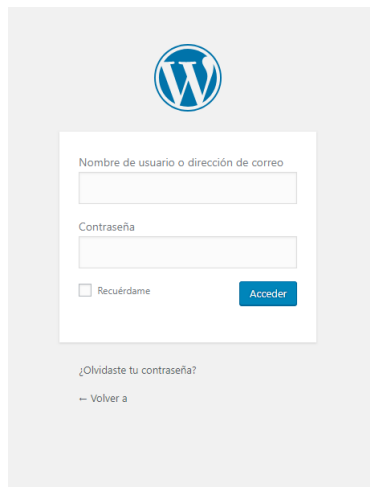 Nombre de usuario o dirección de correo
Contraseña
Recuérdame
Acceder
¿Olvidaste tu contraseña?
← Volver a